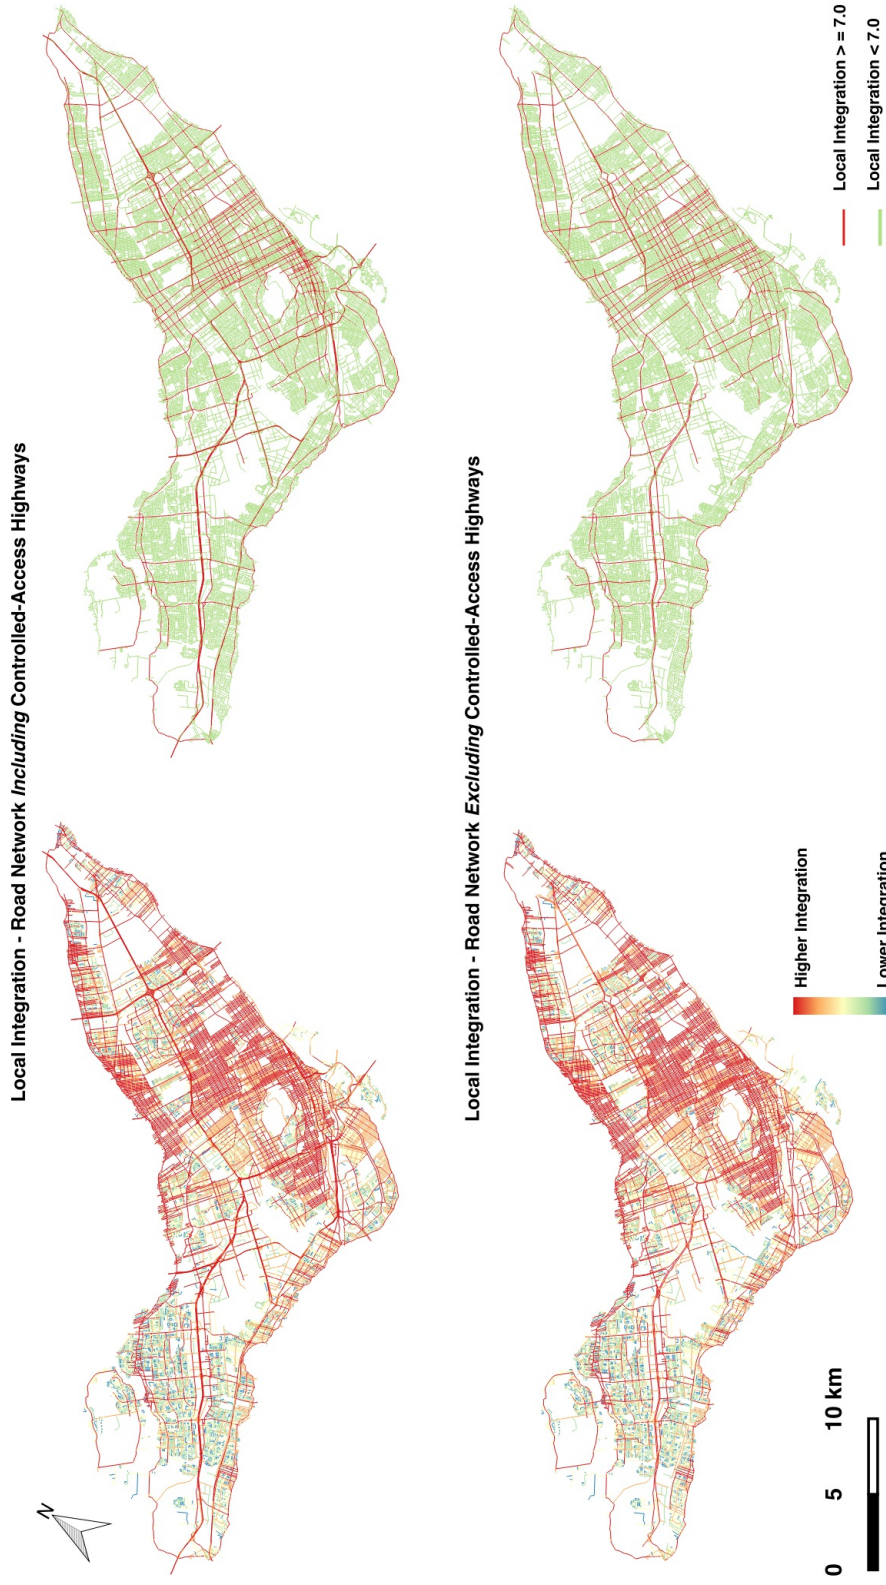 Local Integration - Road Network Including Controlled-Access Highways
N
Local Integration - Road Network Excluding Controlled-Access Highways
Higher Integration
Lower Integration
Local Integration > = 7.0
Local Integration < 7.0
0 5 10 km